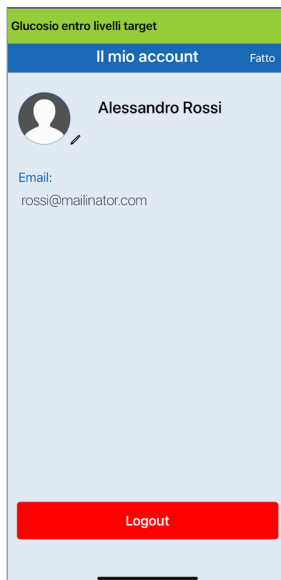 Glucosio entro livelli target
Il mio account
Fatto
Alessandro Rossi
Email:
rossi@mailinator.com
Logout